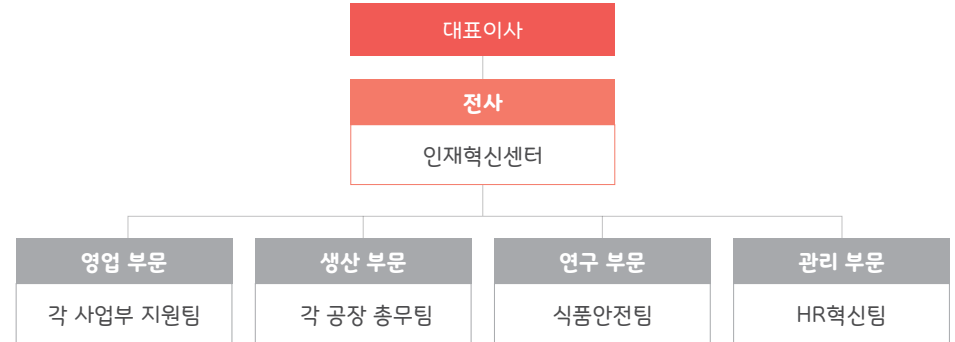 대표이사
전사
인재혁신센터
영업 부문
생산 부문
연구 부문
관리 부문
각 사업부 지원팀
각 공장 총무팀
식품안전팀
HR혁신팀